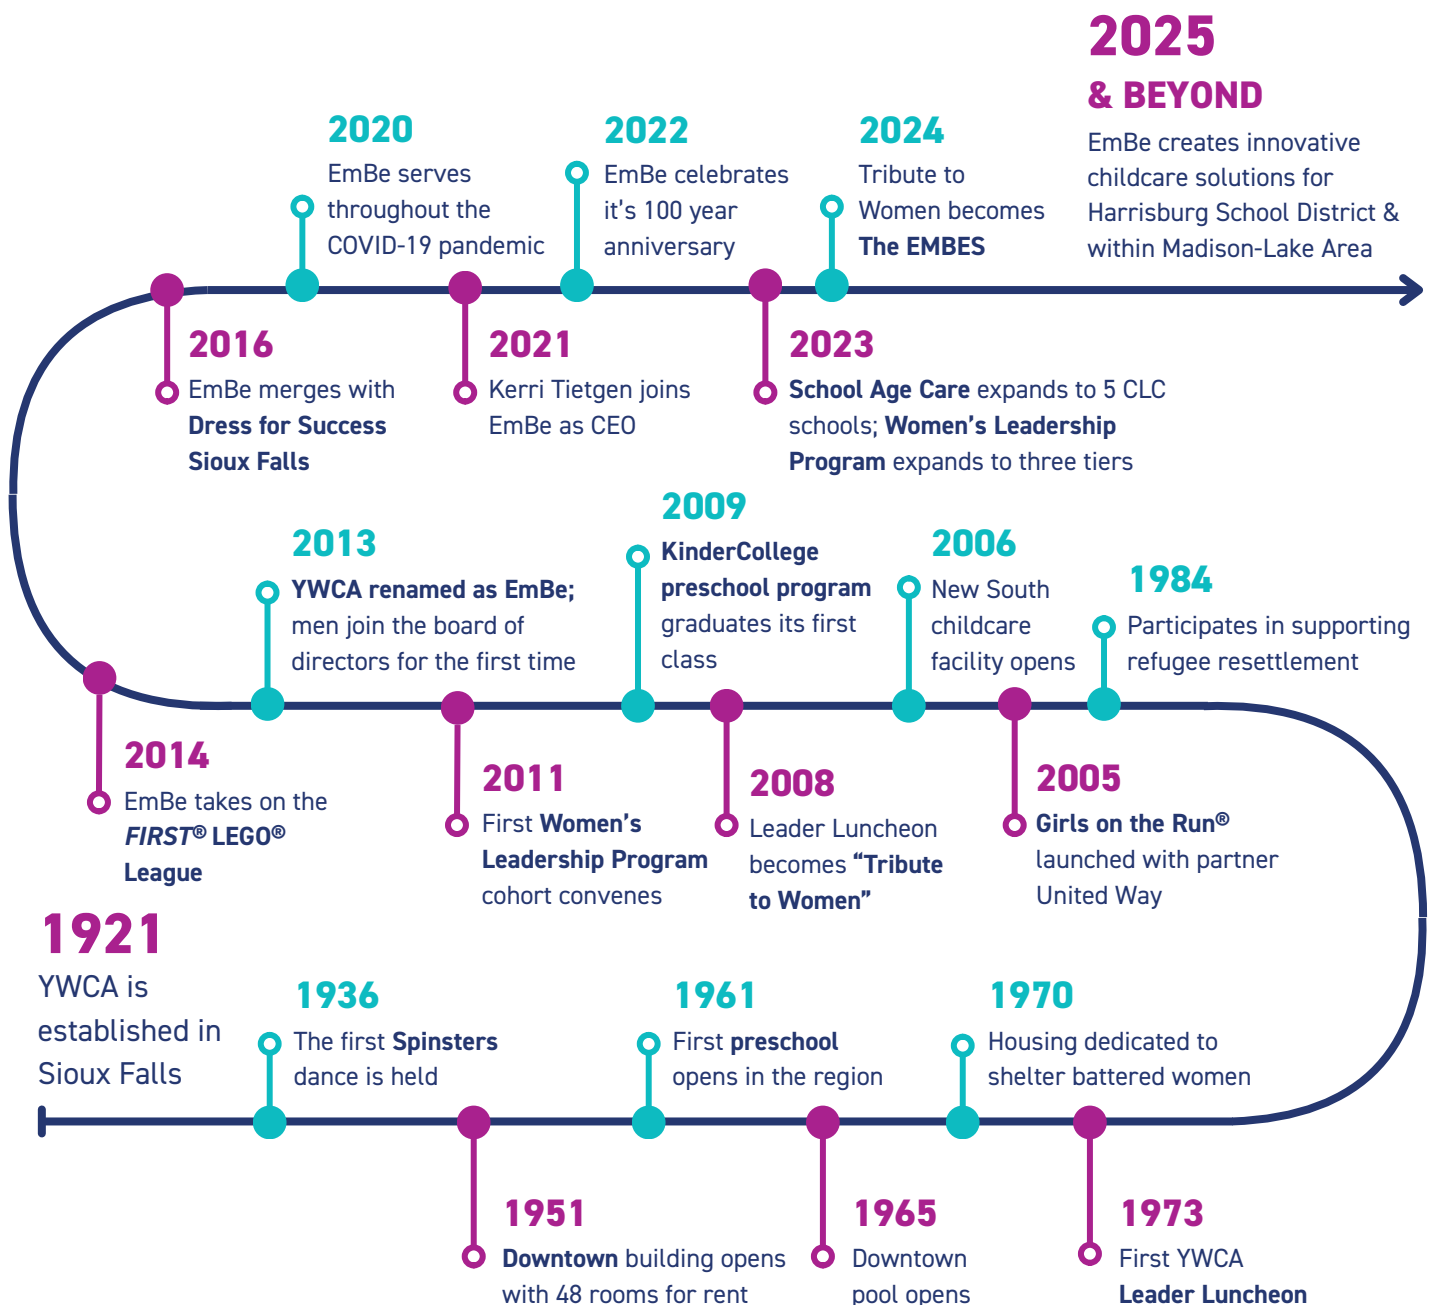 2025
& BEYOND
EmBe creates innovative
childcare solutions for
Harrisburg School District &
within Madison-Lake Area
2020
EmBe serves
throughout the
COVID-19 pandemic
2022
EmBe celebrates
it's 100 year
anniversary
2024
Tribute to
Women becomes
The EMBES
2016
EmBe merges with
Dress for Success
Sioux Falls
2021
Kerri Tietgen joins
EmBe as CEO
2023
School Age Care expands to 5 CLC
schools; Women's Leadership
Program expands to three tiers
2013
YWCA renamed as EmBe;
men join the board of
directors for the first time
2009
KinderCollege
preschool program
graduates its first
class
2006
New South
childcare
facility opens
1984
Participates in supporting
refugee resettlement
2014
EmBe takes on the
FIRST® LEGO®
League
2011
First Women's
Leadership Program
cohort convenes
2008
Leader Luncheon
becomes “Tribute
to Women”
2005
Girls on the Run®
launched with partner
United Way
1921
YWCA is
established in
Sioux Falls
1936
The first Spinsters
dance is held
1961
First preschool
opens in the region
1970
Housing dedicated to
shelter battered women
1951
Downtown building opens
with 48 rooms for rent
1965
Downtown
pool opens
1973
First YWCA
Leader Luncheon